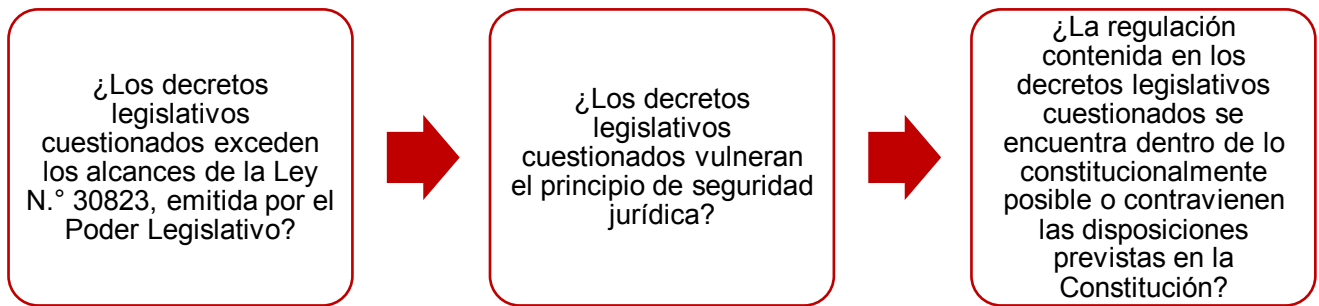 ¿Los decretos
legislativos
cuestionados exceden
los alcances de la Ley
N.° 30823, emitida por el
Poder Legislativo?
¿Los decretos
legislativos
cuestionados vulneran
el principio de seguridad
jurídica?
¿La regulación
contenida en los
decretos legislativos
cuestionados se
encuentra dentro de lo
constitucionalmente
posible o contravienen
las disposiciones
previstas en la
Constitución?